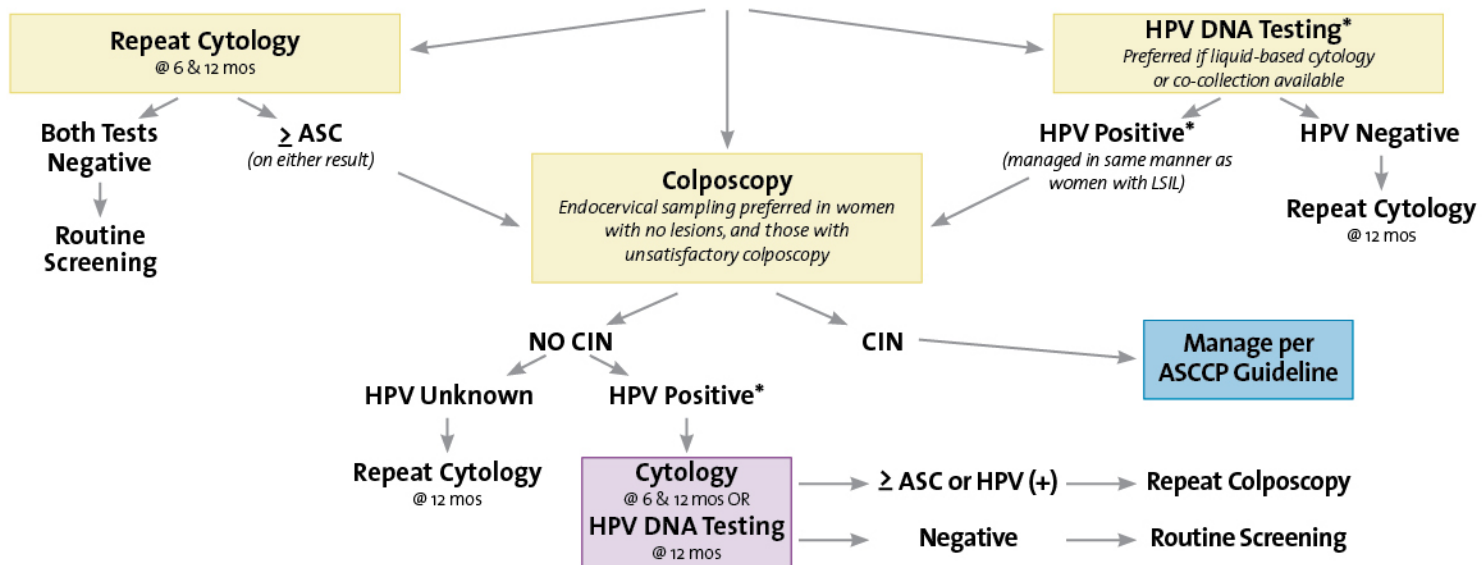 Repeat Cytology
@ 6 & 12 mos
HPV DNA Testing*
Preferred if liquid-based cytology
or co-collection available
Both Tests
Negative
≥ ASC
(on either result)
Routine
Screening
Colposcopy
Endocervical sampling preferred in women
with no lesions, and those with
unsatisfactory colposcopy
HPV Positive*
(managed in same manner as
women with LSIL)
HPV Negative
Repeat Cytology
@ 12 mos
NO CIN
CIN
Manage per
ASCCP Guideline
HPV Unknown
HPV Positive*
Repeat Cytology
@ 12 mos
Cytology
@ 6 & 12 mos OR
HPV DNA Testing
@ 12 mos
≥ ASC or HPV (+)
Repeat Colposcopy
Negative
Routine Screening